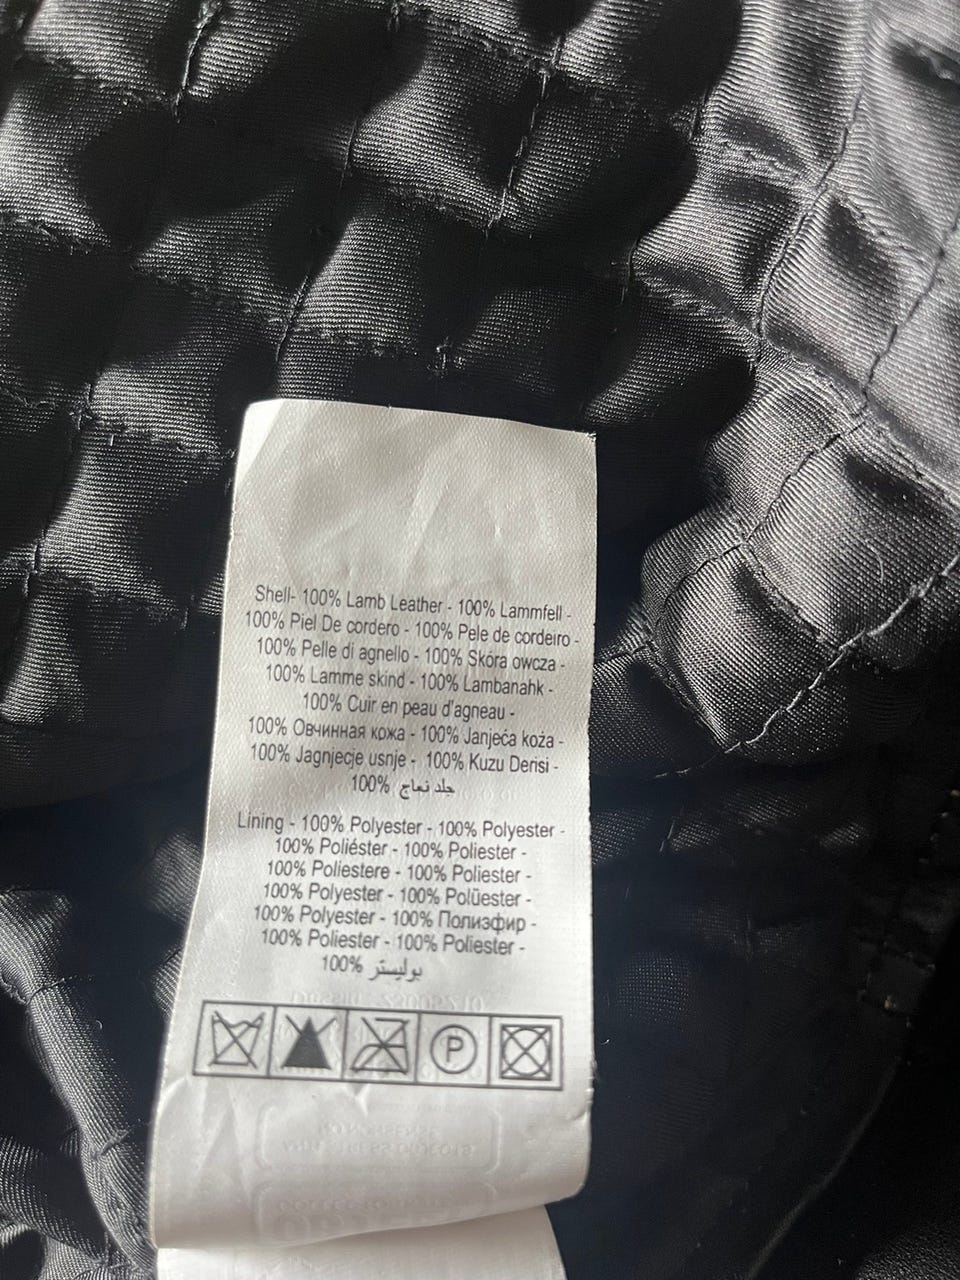 Shell- 100% Lamb Leather - 100% Lammfell -
100% Piel De cordero - 100% Pele de cordeiro -
100% Pelle di agnello - 100% Skóra owcza -
100% Lamme skind - 100% Lambanahk -
100% Cuir en peau d'agneau -
100% Овчинная кожа - 100% Janjeća koža -
100% Jagnjecje usnje - 100% Kuzu Derisi -
100% جلد نعاج
Lining - 100% Polyester - 100% Polyester -
100% Poliéster - 100% Poliester -
100% Poliestere - 100% Poliester -
100% Polyester - 100% Polüester -
100% Polyester - 100% Полиэфир -
100% Poliester - 100% Poliester -
100% بوليستر
P